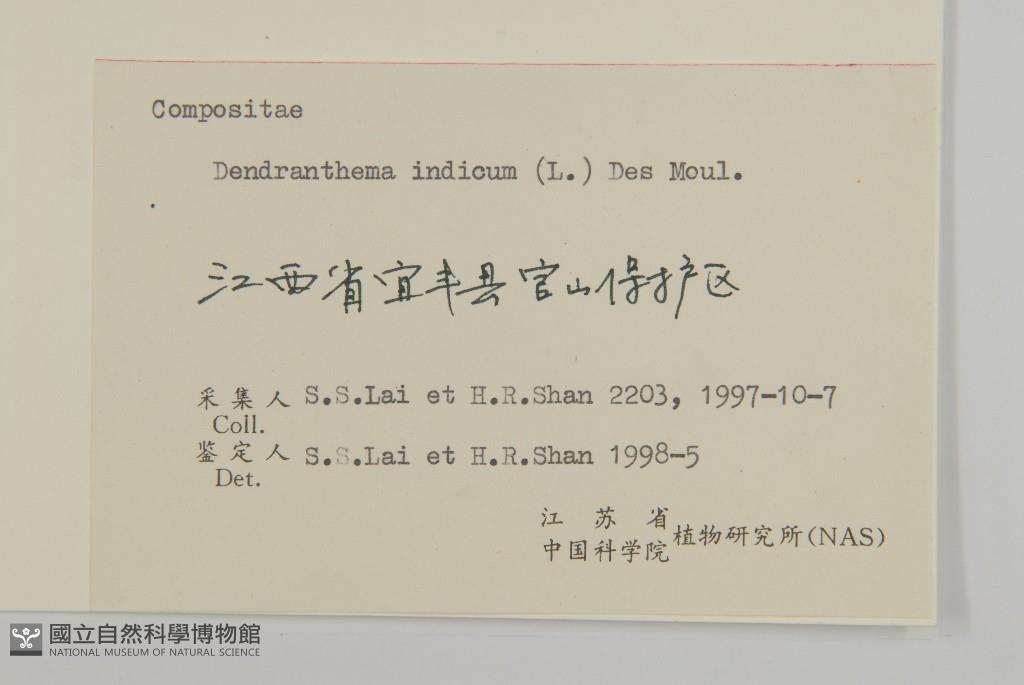 Compositae
Dendranthema indicum (L.) Des Moul.
江西省宜丰县官山保护区
采集人 S.S.Lai et H.R.Shan 2203, 1997-10-7
Coll.
鉴定人 S.S.Lai et H.R.Shan 1998-5
Det.
江苏省
中国科学院植物研究所(NAS)
國立自然科學博物館
NATIONAL MUSEUM OF NATURAL SCIENCE